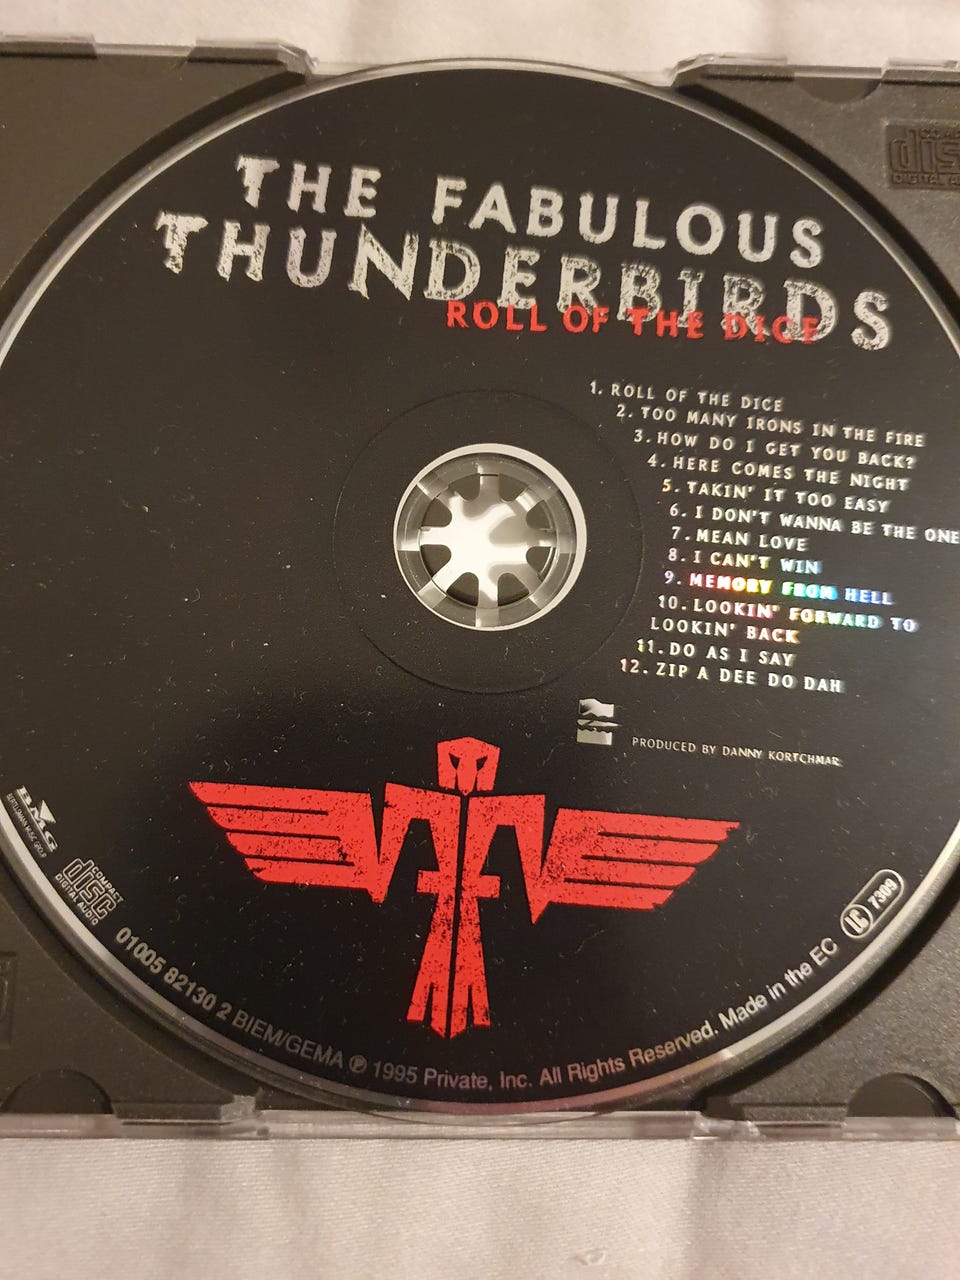 THE FABULOUS
THUNDERBIRDS
ROLL OF THE DICE
1. ROLL OF THE DICE
2. TOO MANY IRONS IN THE FIRE
3. HOW DO I GET YOU BACK?
4. HERE COMES THE NIGHT
5. TAKIN' IT TOO EASY
6. I DON'T WANNA BE THE ONE
7. MEAN LOVE
8. I CAN'T WIN
9. MEMORY FROM HELL
10. LOOKIN' FORWARD TO
LOOKIN' BACK
11. DO AS I SAY
12. ZIP A DEE DO DAH
PRODUCED BY DANNY KORTCHMAR
BMG
BERTELSMANN MUSIC GROUP
COMPACT
disc
DIGITAL AUDIO
01005 82130 2 BIEM/GEMA ℗ 1995 Private, Inc. All Rights Reserved. Made in the EC
LC 7309